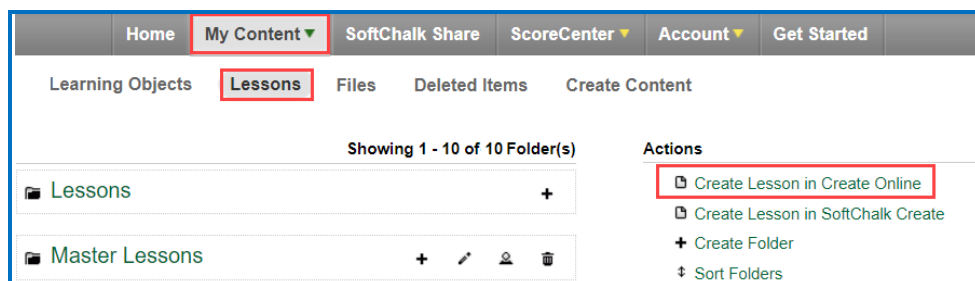 Home My Content SoftChalk Share ScoreCenter Account Get Started
Learning Objects Lessons Files Deleted Items Create Content
Showing 1 - 10 of 10 Folder(s)
Lessons
Master Lessons
Actions
Create Lesson in Create Online
Create Lesson in SoftChalk Create
Create Folder
Sort Folders